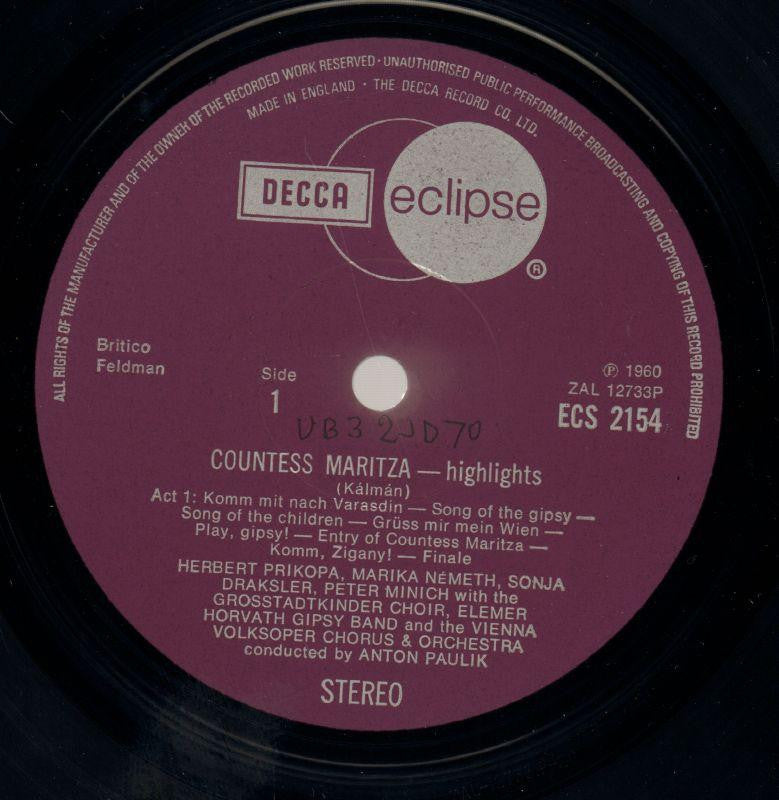 ALL RIGHTS OF THE MANUFACTURER AND OF THE OWNER OF THE RECORDED WORK RESERVED · UNAUTHORISED PUBLIC PERFORMANCE BROADCASTING AND COPYING OF THIS RECORD PROHIBITED
MADE IN ENGLAND · THE DECCA RECORD CO. LTD.
DECCA eclipse
®
Britico
Feldman
Side
1
℗ 1960
ZAL 12733P
ECS 2154
COUNTESS MARITZA — highlights
(Kálmán)
Act 1: Komm mit nach Varasdin — Song of the gipsy —
Song of the children — Grüss mir mein Wien —
Play, gipsy! — Entry of Countess Maritza —
Komm, Zigany! — Finale
HERBERT PRIKOPA, MARIKA NéMETH, SONJA
DRAKSLER, PETER MINICH with the
GROSSTADTKINDER CHOIR, ELEMER
HORVATH GIPSY BAND and the VIENNA
VOLKSOPER CHORUS & ORCHESTRA
conducted by ANTON PAULIK
STEREO